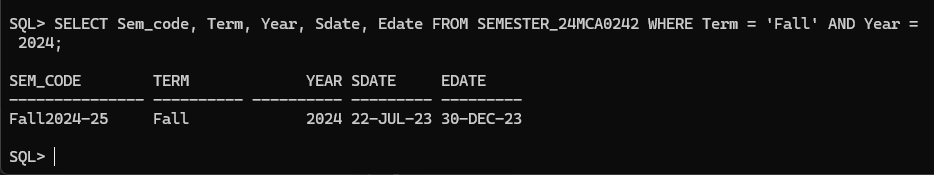 SQL> SELECT Sem_code, Term, Year, Sdate, Edate FROM SEMESTER_24MCA0242 WHERE Term = 'Fall' AND Year =
 2024;
SEM_CODE        TERM             YEAR SDATE     EDATE
--------------- ---------- ---------- --------- ---------
Fall2024-25     Fall             2024 22-JUL-23 30-DEC-23
SQL>